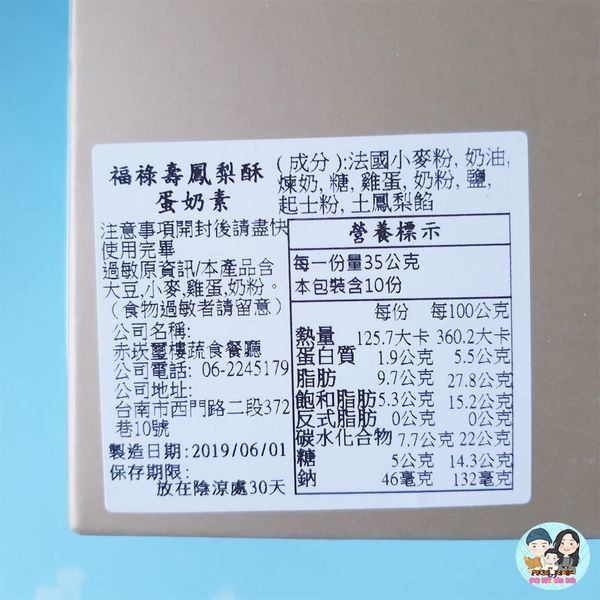 福祿壽鳳梨酥
蛋奶素
(成分):法國小麥粉, 奶油,
煉奶, 糖, 雞蛋, 奶粉, 鹽,
起士粉, 土鳳梨餡
注意事項開封後請盡快
使用完畢
過敏原資訊/本產品含
大豆,小麥,雞蛋,奶粉。
(食物過敏者請留意)
公司名稱:
赤崁璽樓蔬食餐廳
公司電話: 06-2245179
公司地址:
台南市西門路二段372
巷10號
製造日期:2019/06/01
保存期限:
放在陰涼處30天
營養標示
每一份量35公克
本包裝含10份
每份 每100公克
熱量 125.7大卡 360.2大卡
蛋白質 1.9公克 5.5公克
脂肪 9.7公克 27.8公克
飽和脂肪 5.3公克 15.2公克
反式脂肪 0公克 0公克
碳水化合物 7.7公克 22公克
糖 5公克 14.3公克
鈉 46毫克 132毫克